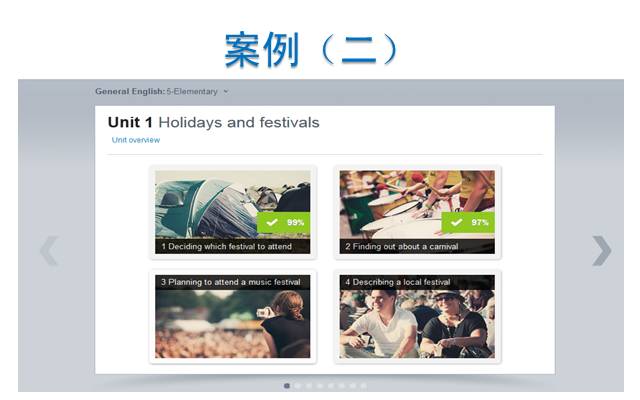 案例（二）
General English: 5-Elementary
Unit 1 Holidays and festivals
Unit overview
99%
1 Deciding which festival to attend
97%
2 Finding out about a carnival
3 Planning to attend a music festival
4 Describing a local festival